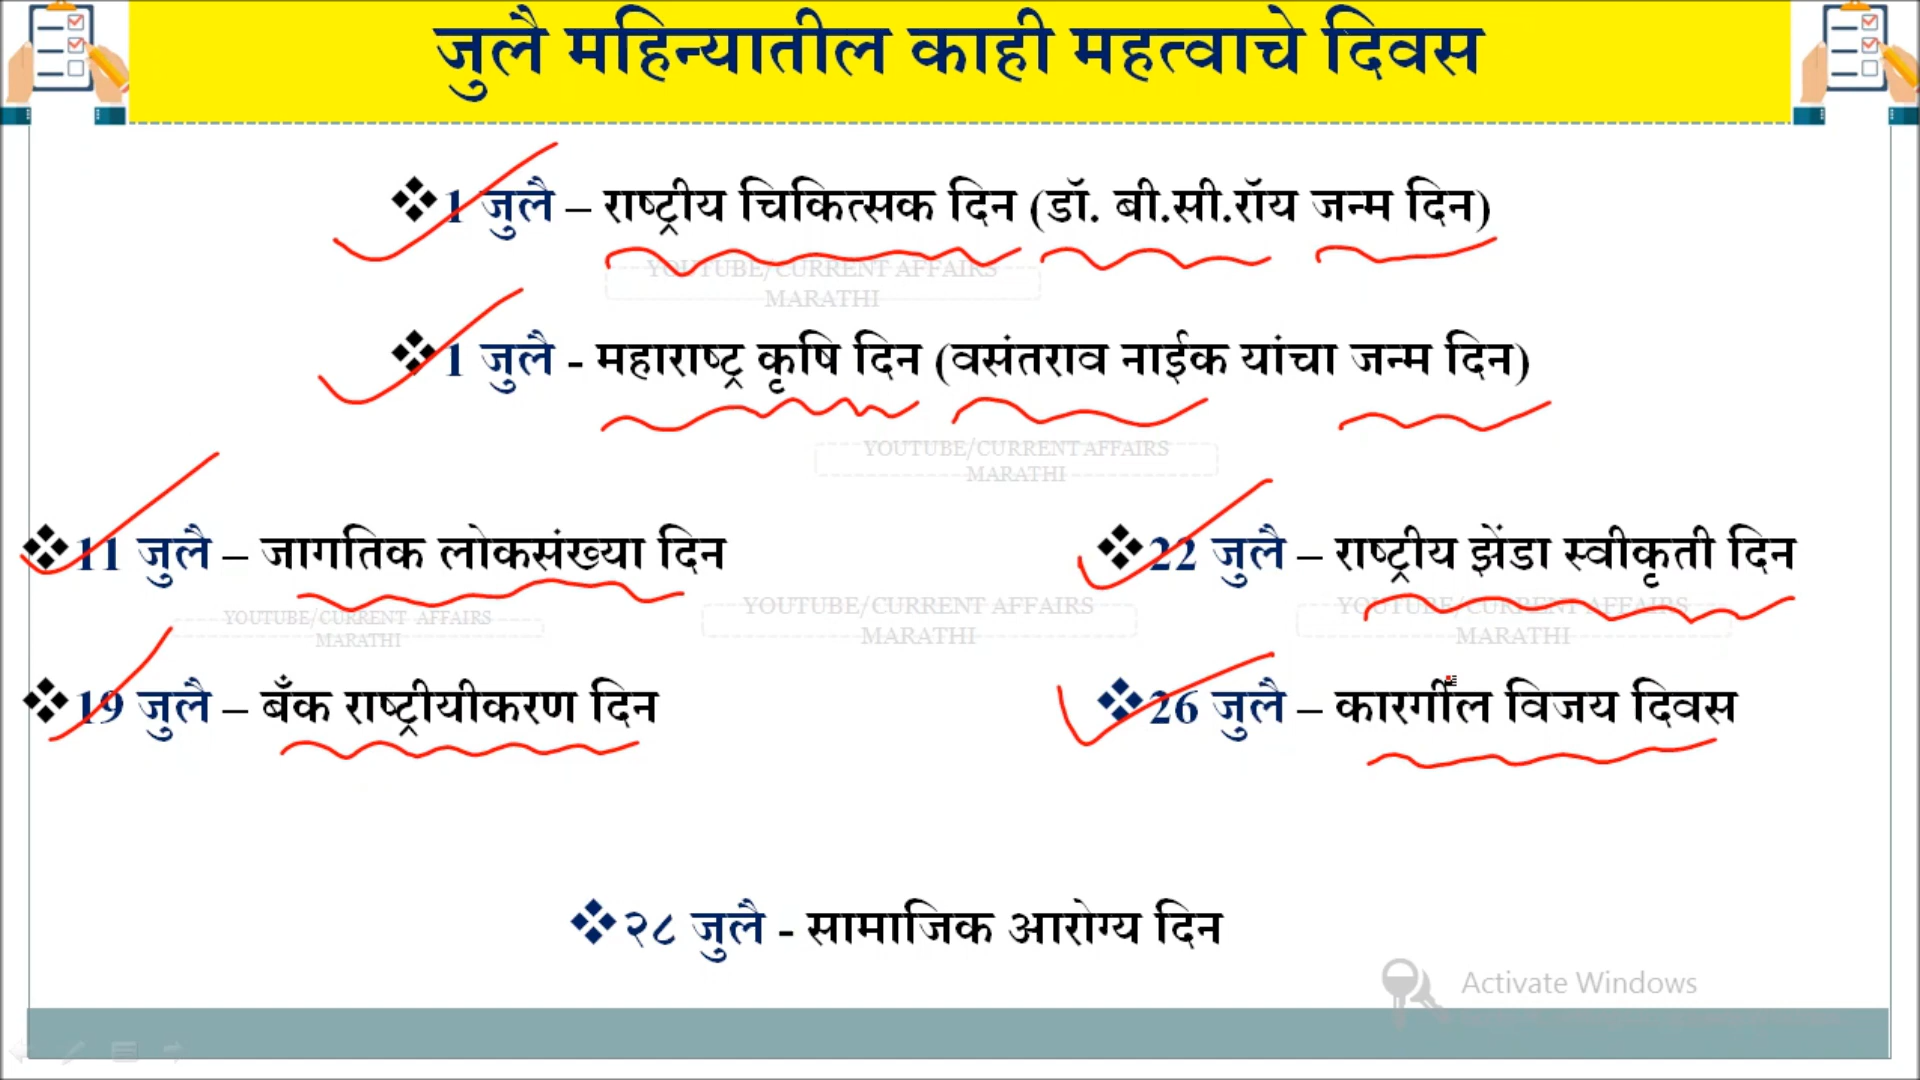 जुलै महिन्यातील काही महत्वाचे दिवस
❖1 जुलै – राष्ट्रीय चिकित्सक दिन (डॉ. बी.सी.रॉय जन्म दिन)
YOUTUBE/CURRENT AFFAIRS
MARATHI
❖1 जुलै - महाराष्ट्र कृषि दिन (वसंतराव नाईक यांचा जन्म दिन)
YOUTUBE/CURRENT AFFAIRS
MARATHI
❖11 जुलै – जागतिक लोकसंख्या दिन
❖22 जुलै – राष्ट्रीय झेंडा स्वीकृती दिन
YOUTUBE/CURRENT AFFAIRS
MARATHI
YOUTUBE/CURRENT AFFAIRS
MARATHI
YOUTUBE/CURRENT AFFAIRS
MARATHI
❖19 जुलै – बँक राष्ट्रीयीकरण दिन
❖26 जुलै – कारगील विजय दिवस
❖२८ जुलै - सामाजिक आरोग्य दिन
Activate Windows